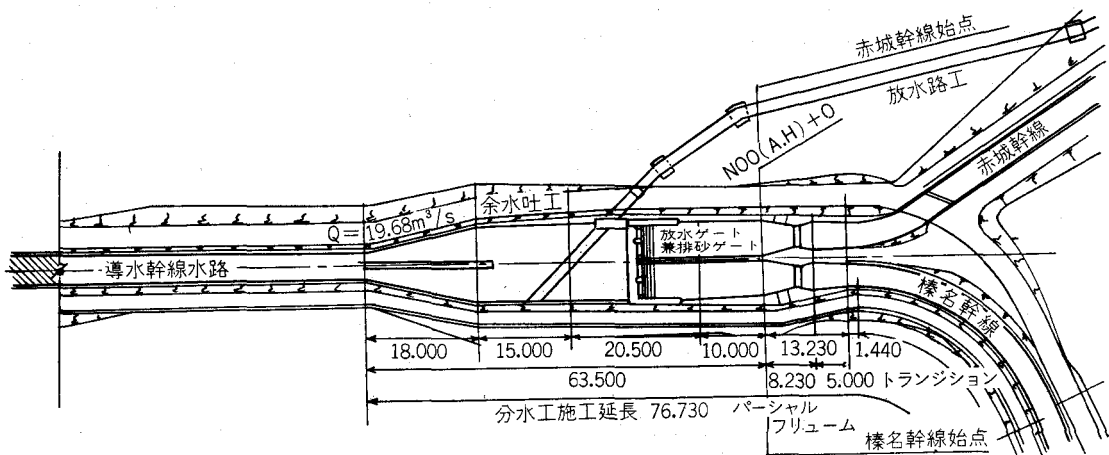 赤城幹線始点
放水路工
NO0(A.H)+0
赤城幹線
余水吐工
Q=19.68m³/s
放水ゲート
兼排砂ゲート
導水幹線水路
榛名幹線
18.000
15.000
20.500
10.000
13.230
1.440
63.500
8.230
5.000
トランジション
分水工施工延長 76.730
パーシャル
フリューム
榛名幹線始点